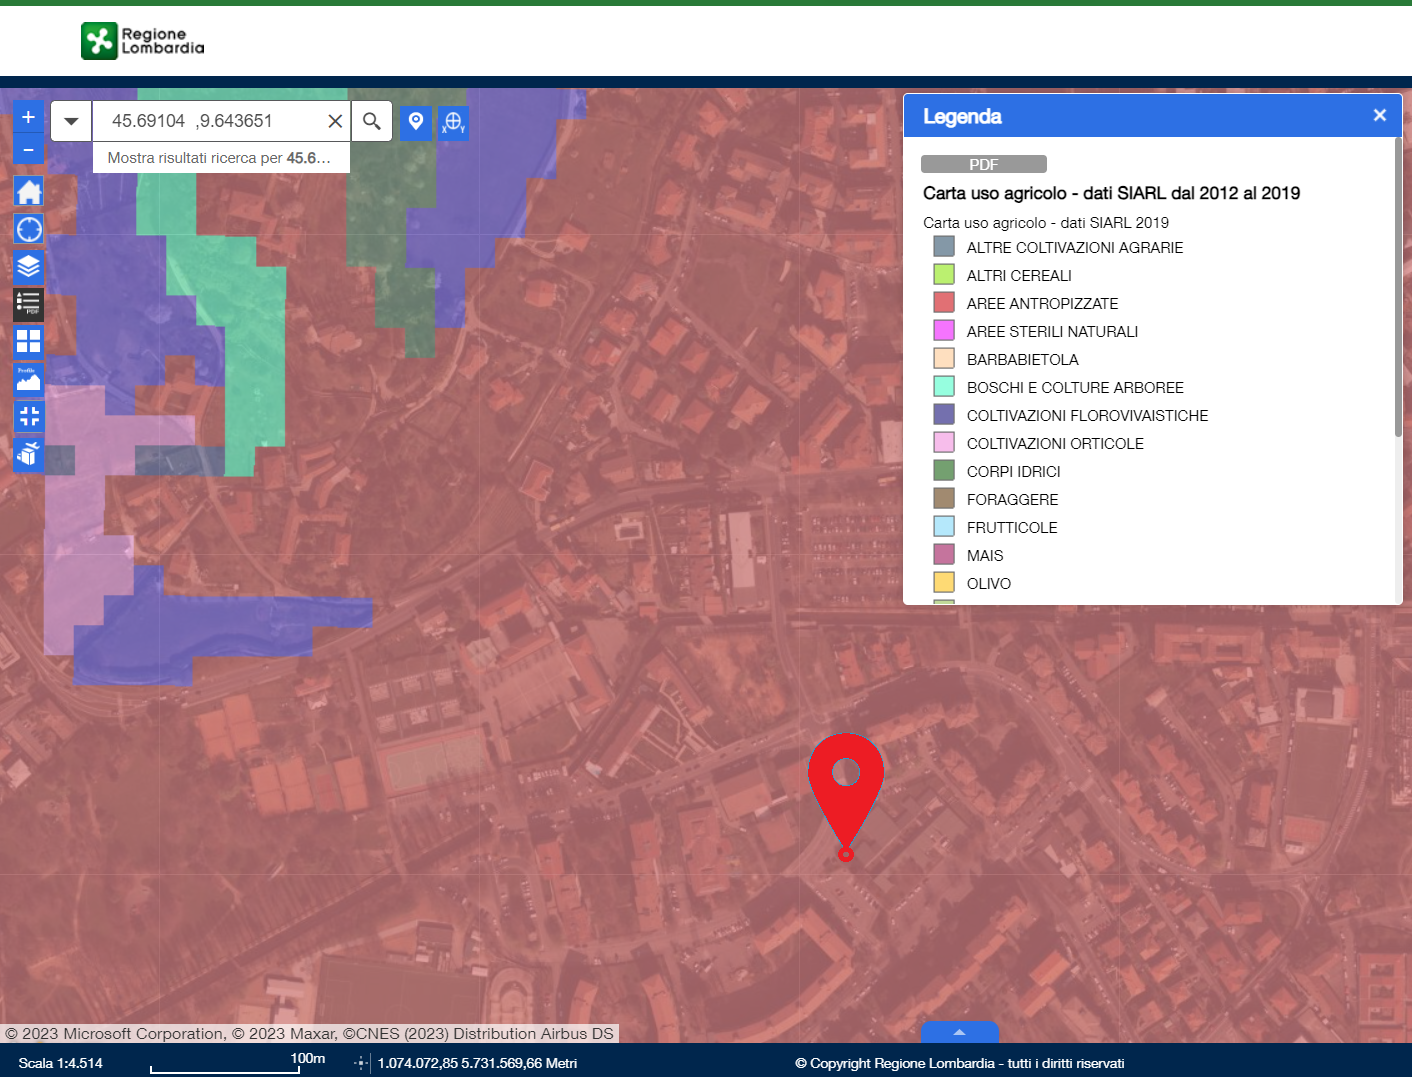 Regione
Lombardia
45.69104 ,9.643651
Mostra risultati ricerca per 45.6...
X Y
PDF
Profile
Legenda
PDF
Carta uso agricolo - dati SIARL dal 2012 al 2019
Carta uso agricolo - dati SIARL 2019
ALTRE COLTIVAZIONI AGRARIE
ALTRI CEREALI
AREE ANTROPIZZATE
AREE STERILI NATURALI
BARBABIETOLA
BOSCHI E COLTURE ARBOREE
COLTIVAZIONI FLOROVIVAISTICHE
COLTIVAZIONI ORTICOLE
CORPI IDRICI
FORAGGERE
FRUTTICOLE
MAIS
OLIVO
© 2023 Microsoft Corporation, © 2023 Maxar, ©CNES (2023) Distribution Airbus DS
Scala 1:4.514
100m
1.074.072,85 5.731.569,66 Metri
© Copyright Regione Lombardia - tutti i diritti riservati